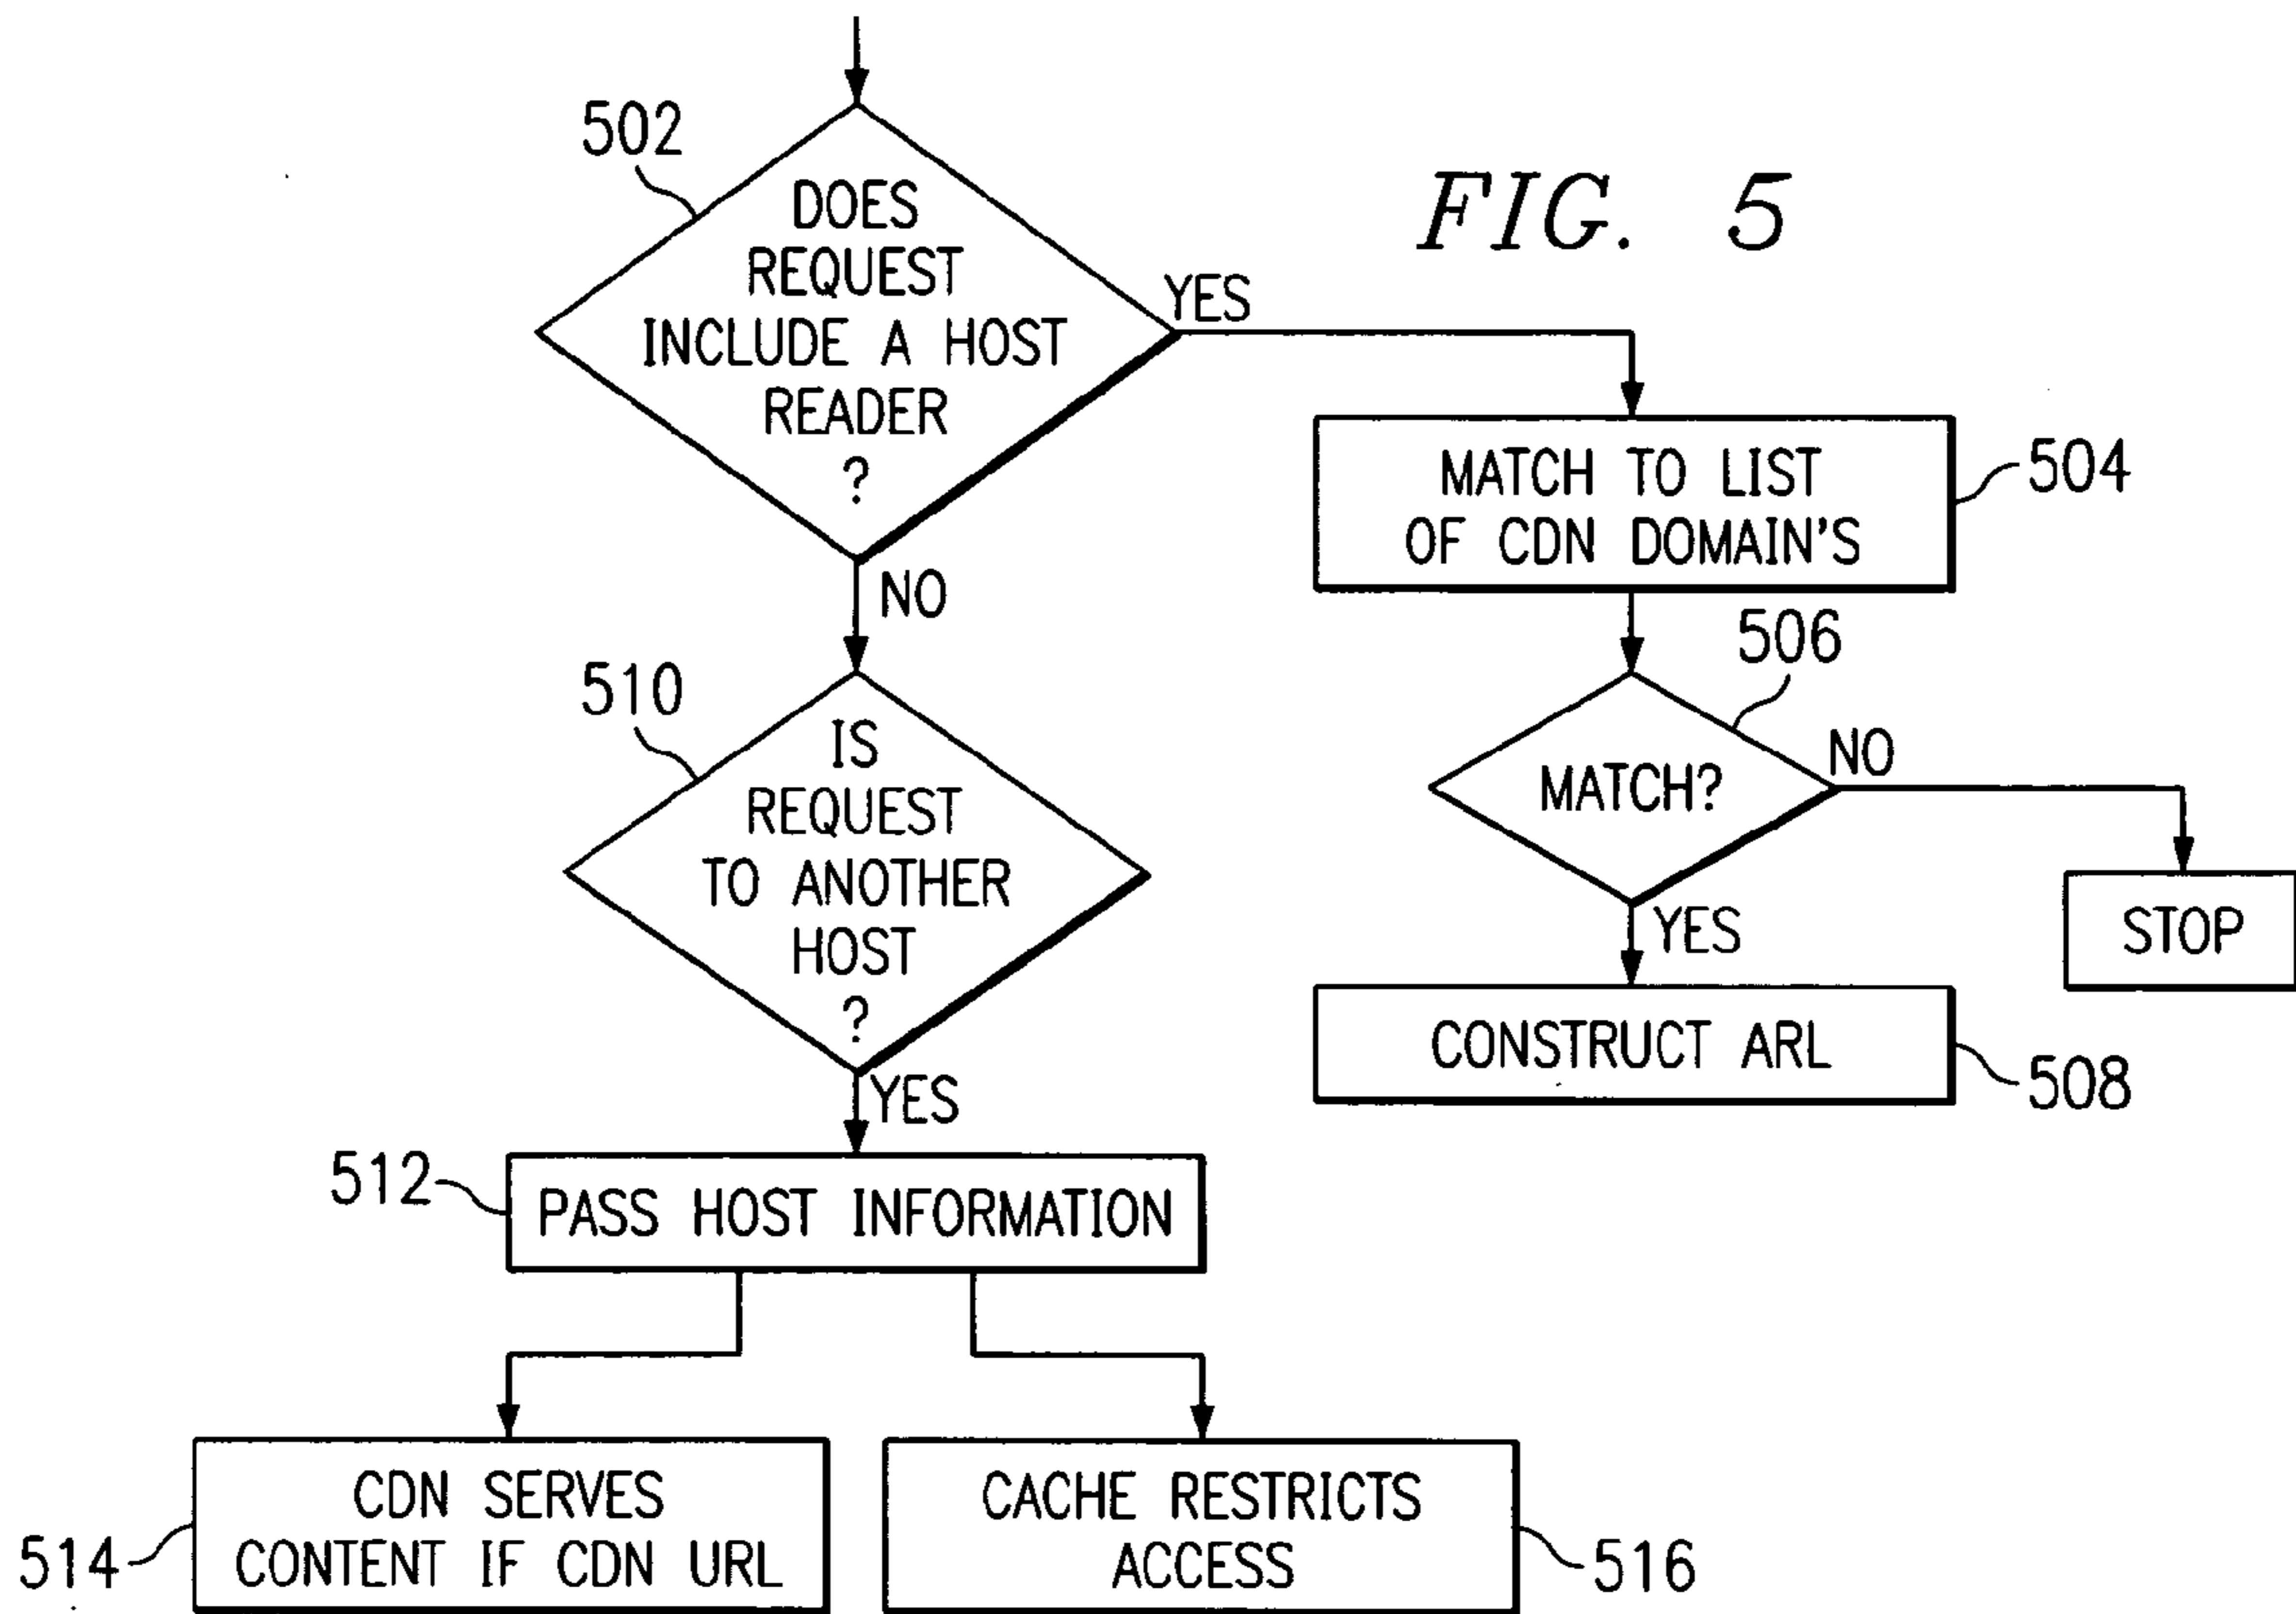 FIG. 5
502
DOES
REQUEST
INCLUDE A HOST
READER
?
YES
NO
MATCH TO LIST
OF CDN DOMAIN'S
504
506
MATCH?
NO
STOP
YES
CONSTRUCT ARL
508
510
IS
REQUEST
TO ANOTHER
HOST
?
YES
512
PASS HOST INFORMATION
CDN SERVES
CONTENT IF CDN URL
514
CACHE RESTRICTS
ACCESS
516